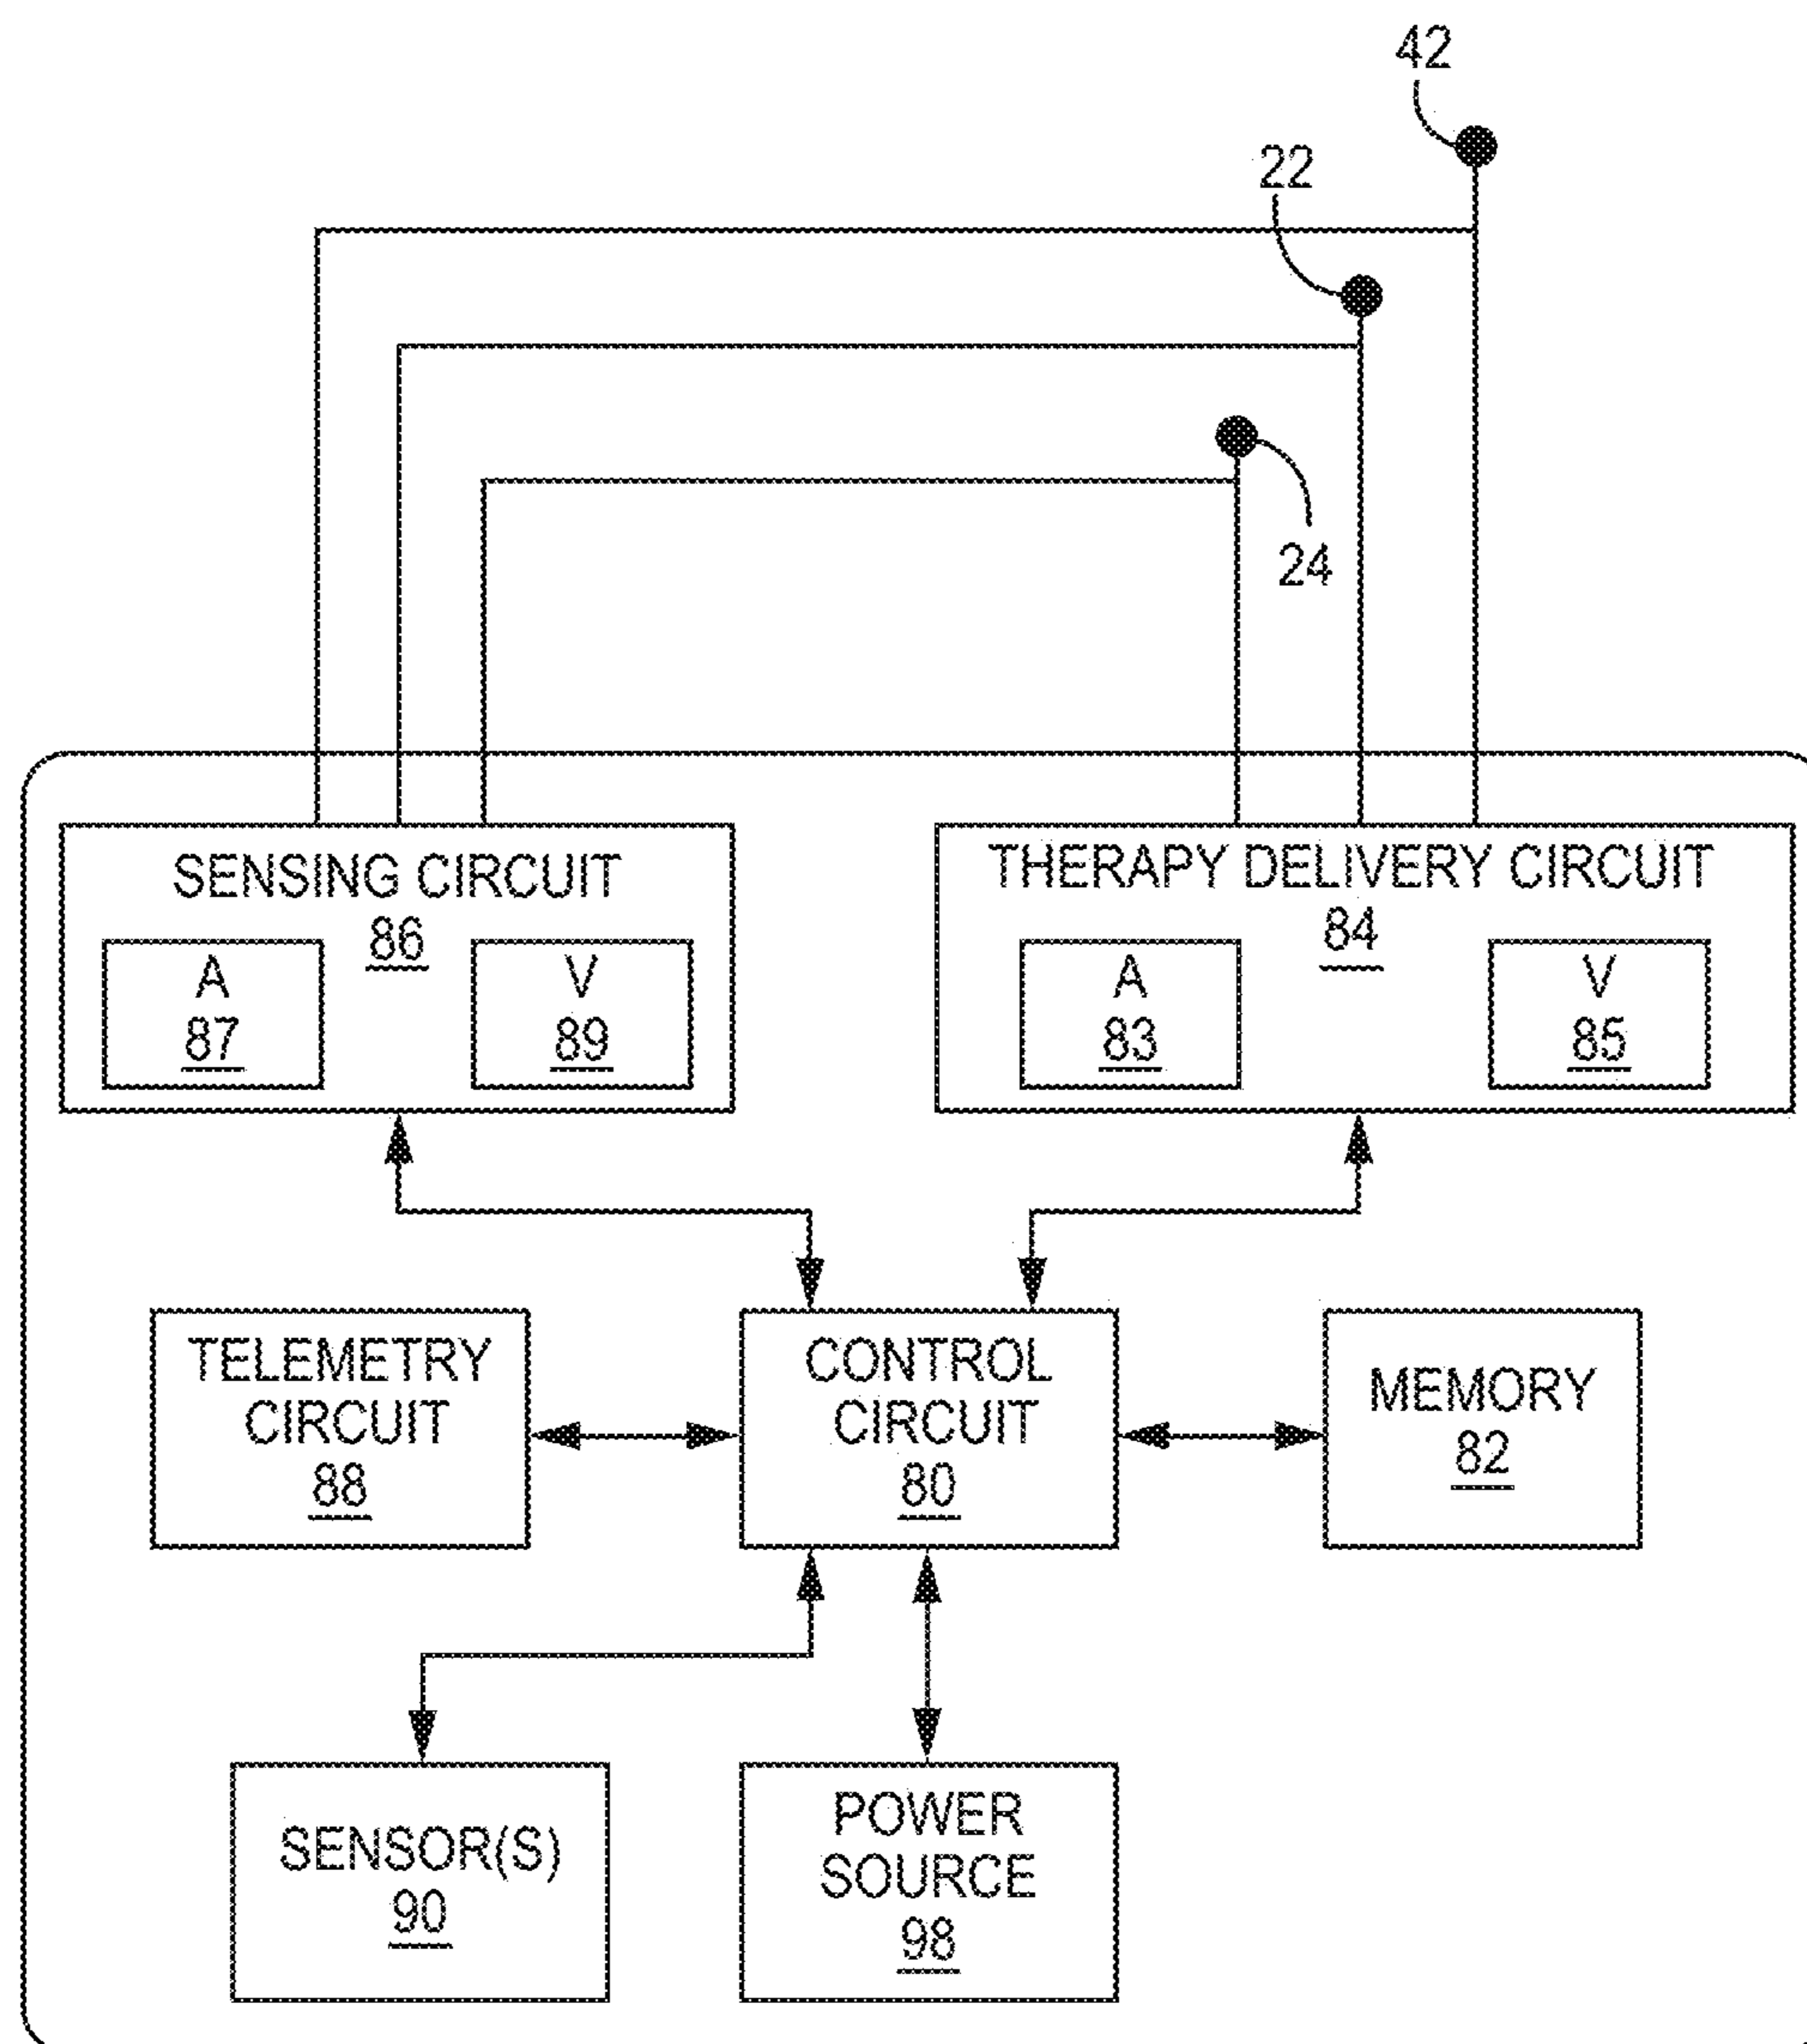 42
22
24
SENSING CIRCUIT
86
A
87
V
89
THERAPY DELIVERY CIRCUIT
84
A
83
V
85
TELEMETRY
CIRCUIT
88
CONTROL
CIRCUIT
80
MEMORY
82
SENSOR(S)
90
POWER
SOURCE
98